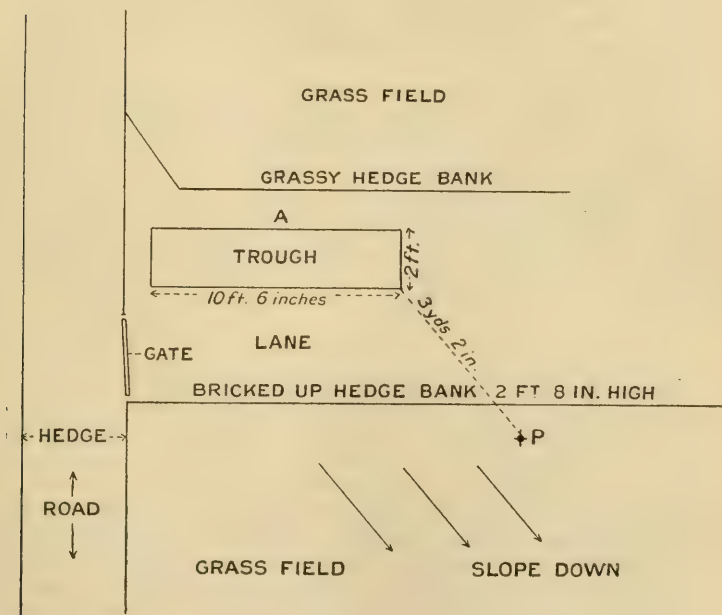 GRASS FIELD
GRASSY HEDGE BANK
A
TROUGH
2 ft.
10 ft. 6 inches
3 yds. 2 in.
LANE
GATE
BRICKED UP HEDGE BANK 2 FT 8 IN. HIGH
HEDGE
P
ROAD
GRASS FIELD
SLOPE DOWN